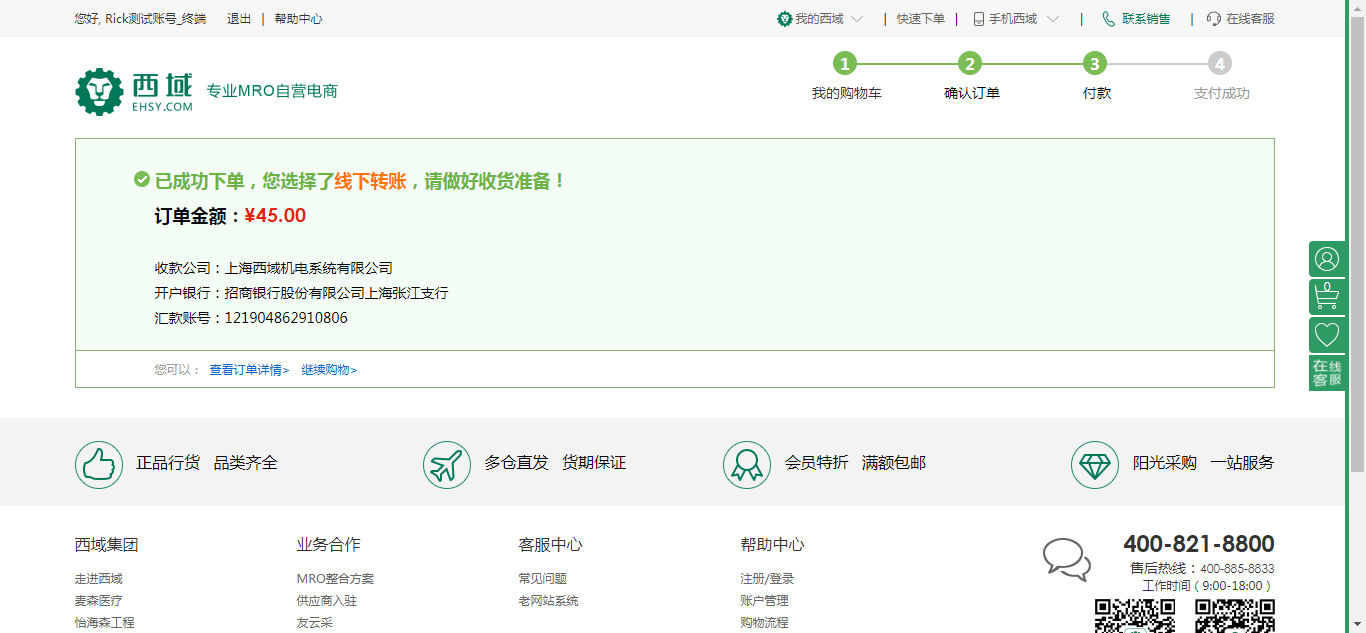 您好, Rick测试账号_终端 退出 | 帮助中心 我的西域 | 快速下单 | 手机西域 | 联系销售 | 在线客服
西域 EHSY.COM 专业MRO自营电商
1 2 3 4
我的购物车 确认订单 付款 支付成功
已成功下单，您选择了线下转账，请做好收货准备！
订单金额：¥45.00
收款公司：上海西域机电系统有限公司
开户银行：招商银行股份有限公司上海张江支行
汇款账号：121904862910806
您可以： 查看订单详情> 继续购物>
0
在线
客服
正品行货 品类齐全 多仓直发 货期保证 会员特折 满额包邮 阳光采购 一站服务
西域集团 业务合作 客服中心 帮助中心 400-821-8800
售后热线：400-885-8833
走进西域 MRO整合方案 常见问题 注册/登录 工作时间（9:00-18:00）
麦森医疗 供应商入驻 老网站系统 账户管理
怡海森工程 友云采 购物流程